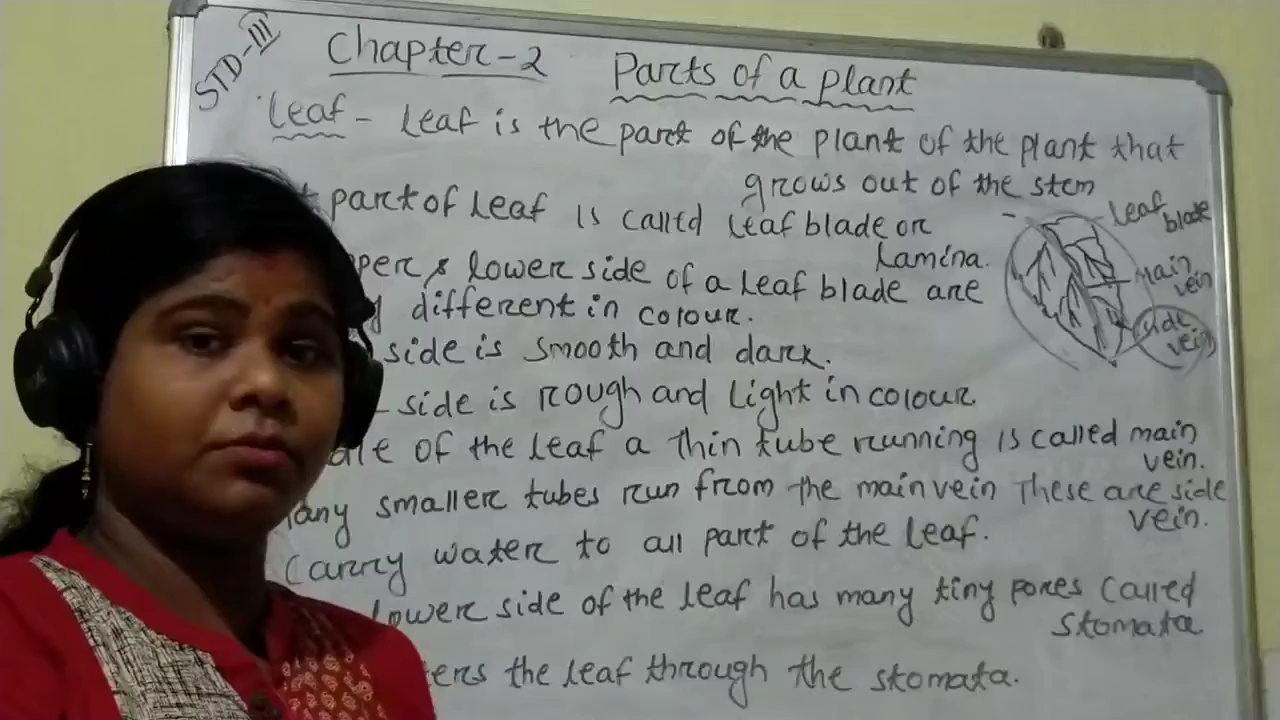 STD-III
Chapter-2 Parts of a plant
Leaf - Leaf is the part of the plant of the plant that
grows out of the stem
part of leaf is called leaf blade or
Lamina.
& lower side of a leaf blade are
different in colour.
side is smooth and dark.
- side is rough and light in colour.
of the leaf a thin tube running is called main
vein.
smaller tubes run from the main vein These are side
vein.
Carry water to all part of the leaf.
lower side of the leaf has many tiny pores called
stomata
the leaf through the stomata.
leaf
blade
main
vein
side
vein